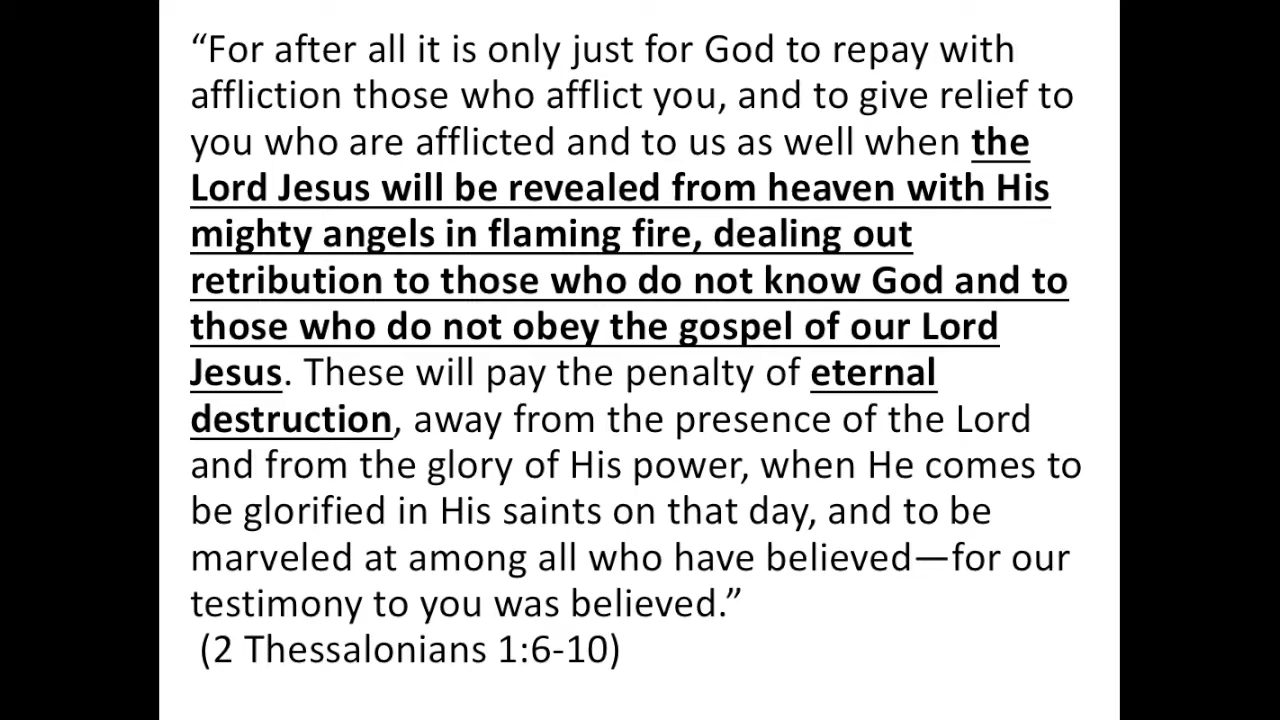 “For after all it is only just for God to repay with
affliction those who afflict you, and to give relief to
you who are afflicted and to us as well when the
Lord Jesus will be revealed from heaven with His
mighty angels in flaming fire, dealing out
retribution to those who do not know God and to
those who do not obey the gospel of our Lord
Jesus. These will pay the penalty of eternal
destruction, away from the presence of the Lord
and from the glory of His power, when He comes to
be glorified in His saints on that day, and to be
marveled at among all who have believed—for our
testimony to you was believed.”
(2 Thessalonians 1:6-10)